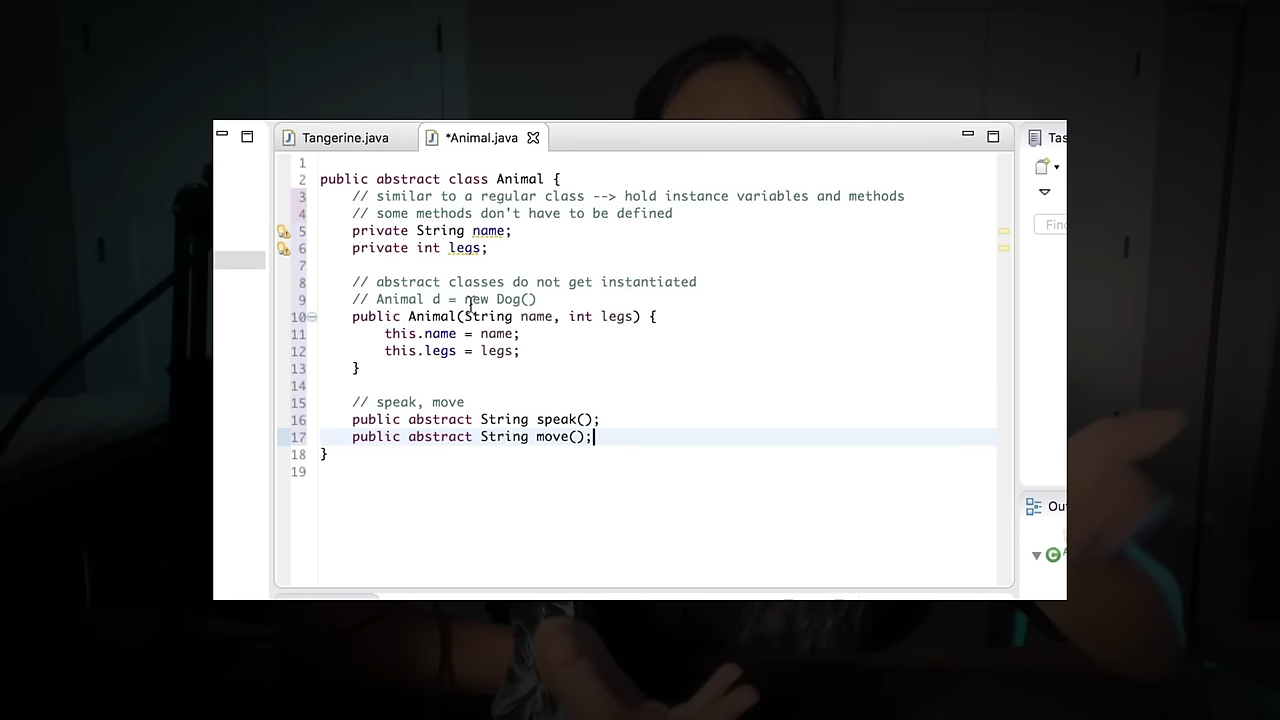 Tangerine.java
*Animal.java
Tas
1
2 public abstract class Animal {
3 // similar to a regular class --> hold instance variables and methods
4 // some methods don't have to be defined
5 private String name;
6 private int legs;
7
8 // abstract classes do not get instantiated
9 // Animal d = new Dog()
10 public Animal(String name, int legs) {
11 this.name = name;
12 this.legs = legs;
13 }
14
15 // speak, move
16 public abstract String speak();
17 public abstract String move();
18 }
19
Find
Ou